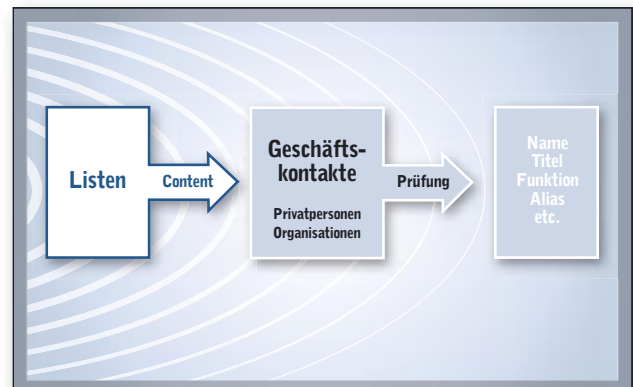 Listen
Content
Geschäfts-
kontakte
Privatpersonen
Organisationen
Prüfung
Name
Titel
Funktion
Alias
etc.